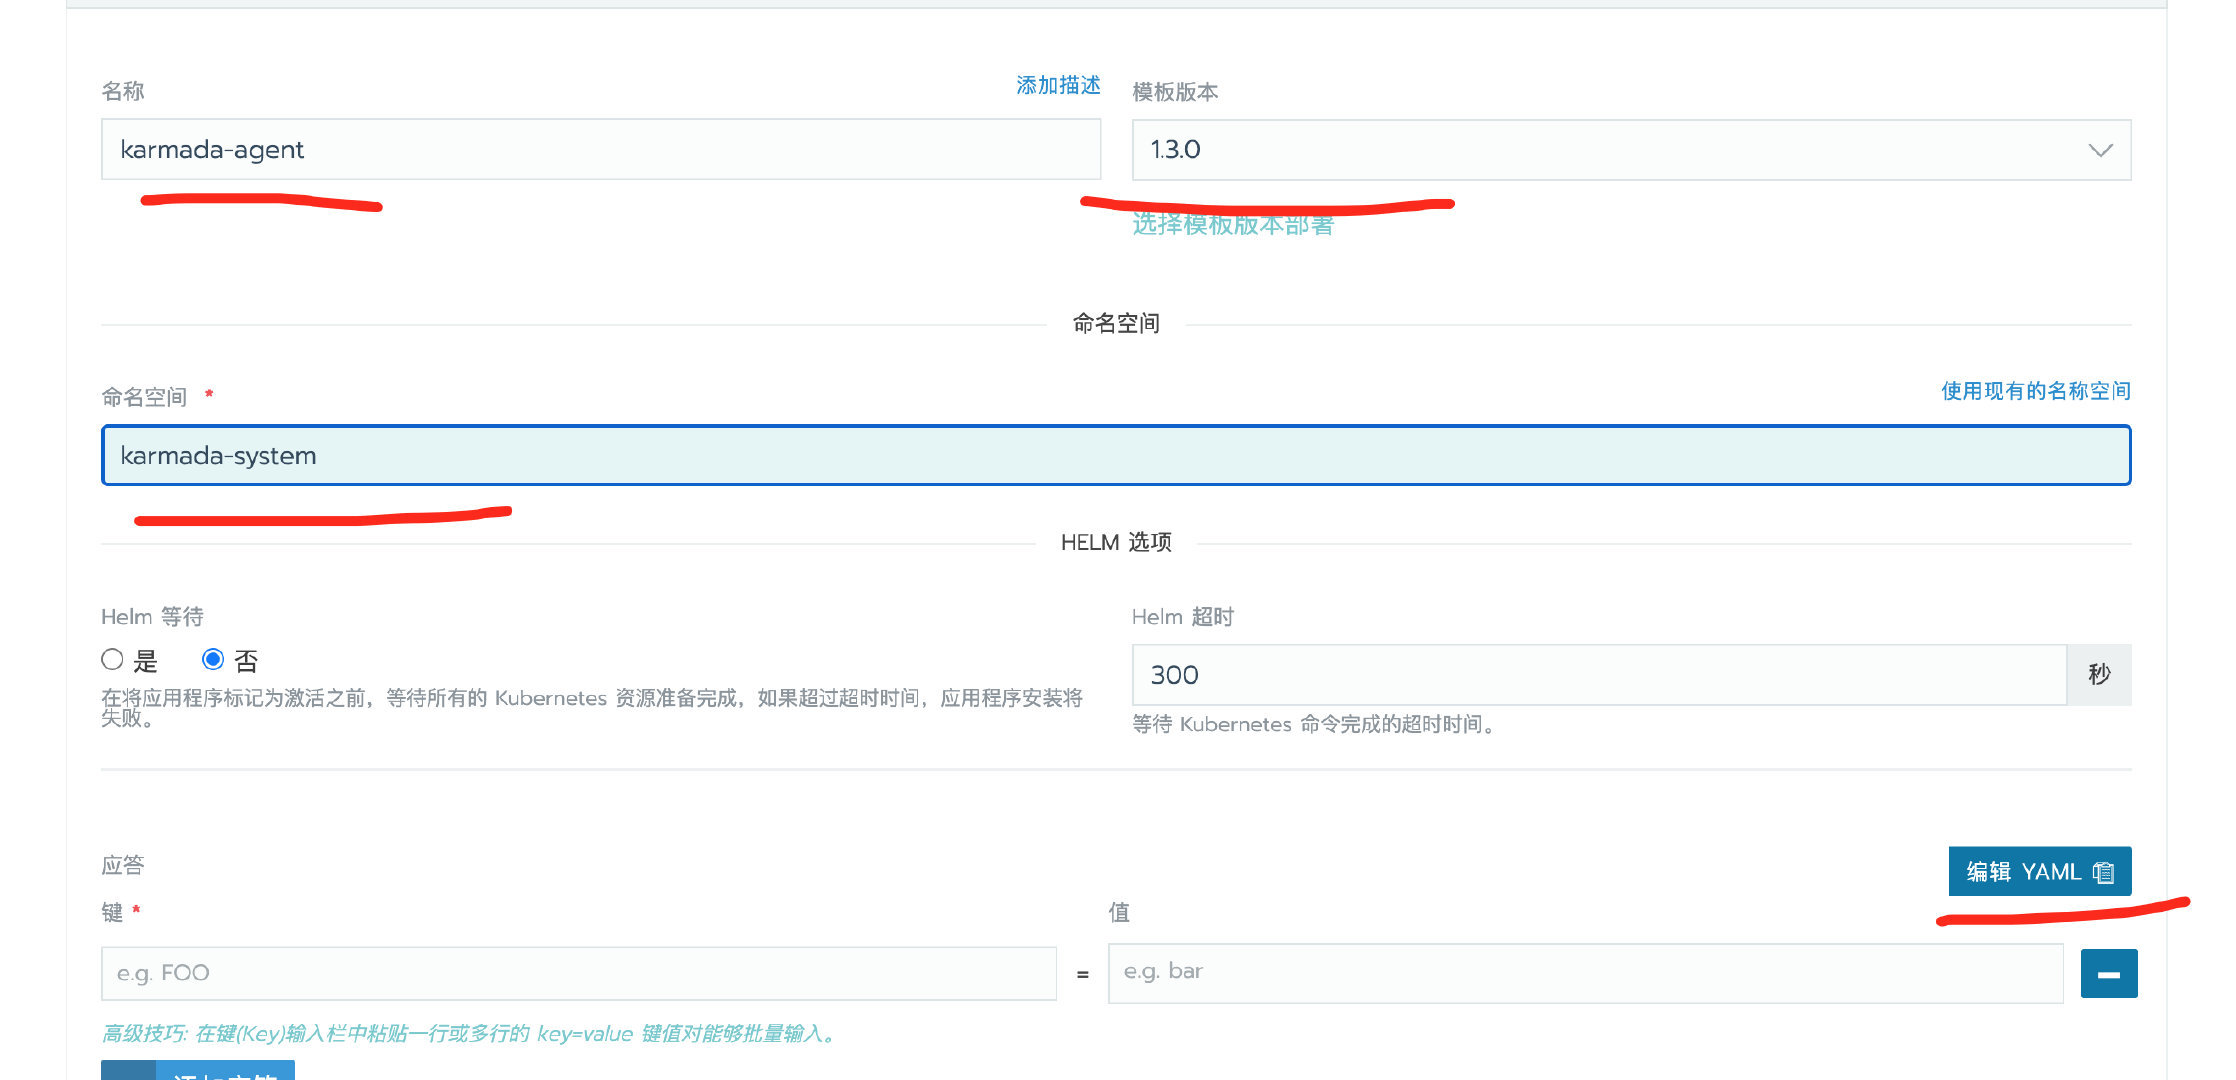 名称
添加描述
模板版本
karmada-agent
1.3.0
选择模板版本部署
命名空间
命名空间 *
使用现有的名称空间
karmada-system
HELM 选项
Helm 等待
Helm 超时
是 否
300 秒
在将应用程序标记为激活之前，等待所有的 Kubernetes 资源准备完成，如果超过超时时间，应用程序安装将
失败。
等待 Kubernetes 命令完成的超时时间。
应答
编辑 YAML
键 *
值
e.g. FOO = e.g. bar
高级技巧: 在键(Key)输入栏中粘贴一行或多行的 key=value 键值对能够批量输入。